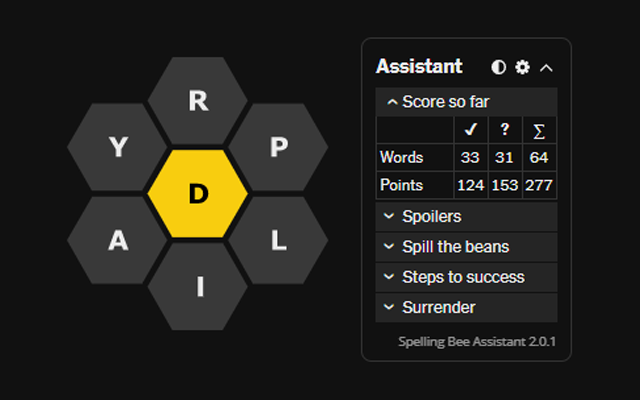 R
Y
P
D
A
L
I
Assistant
Score so far
✓ ? ∑
Words 33 31 64
Points 124 153 277
Spoilers
Spill the beans
Steps to success
Surrender
Spelling Bee Assistant 2.0.1